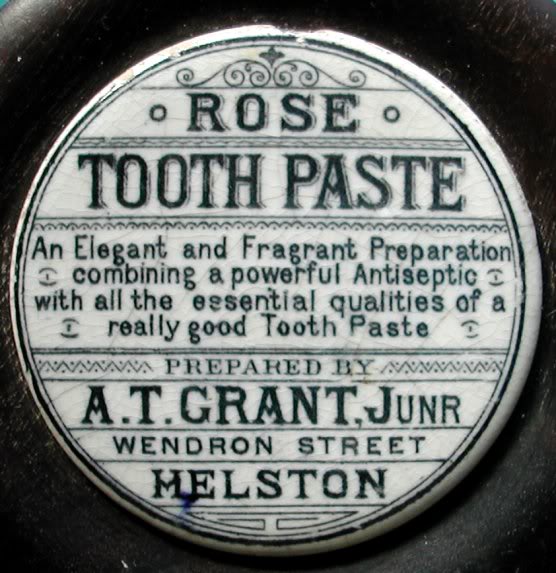 ROSE
TOOTH PASTE
An Elegant and Fragrant Preparation
combining a powerful Antiseptic
with all the essential qualities of a
really good Tooth Paste
PREPARED BY
A.T. GRANT, JUNR
WENDRON STREET
HELSTON